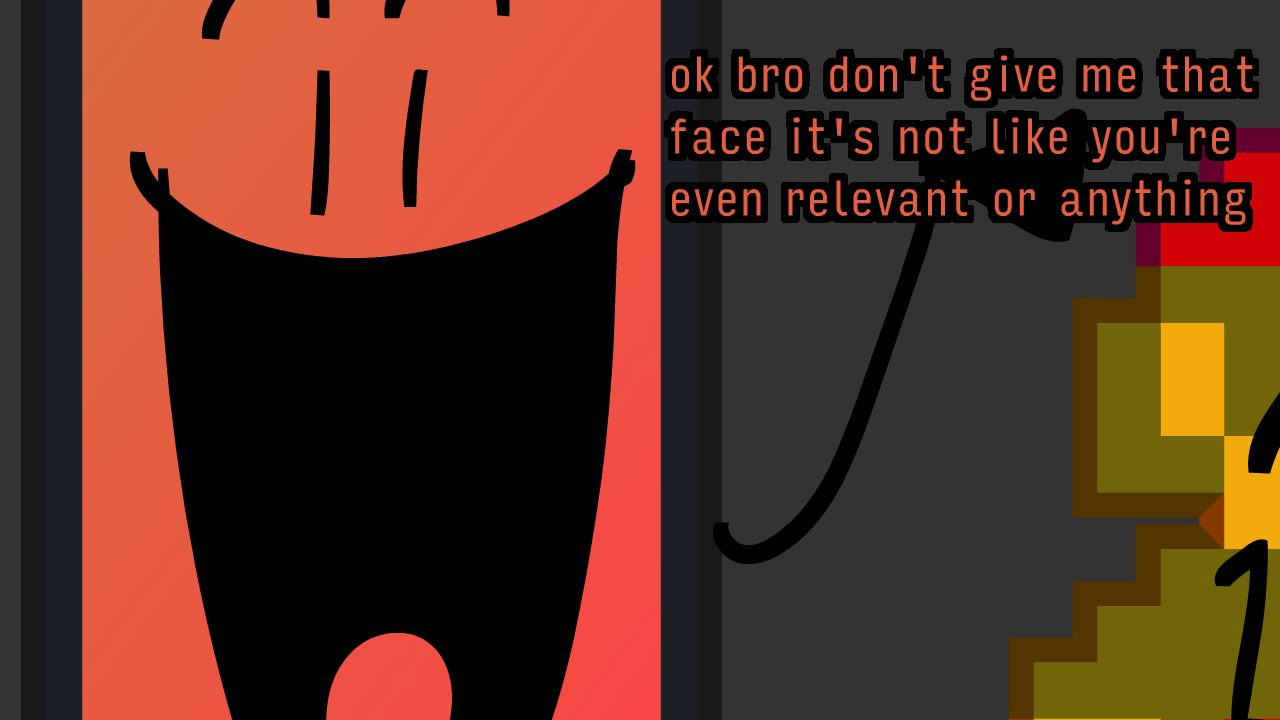 ok bro don't give me that
face it's not like you're
even relevant or anything